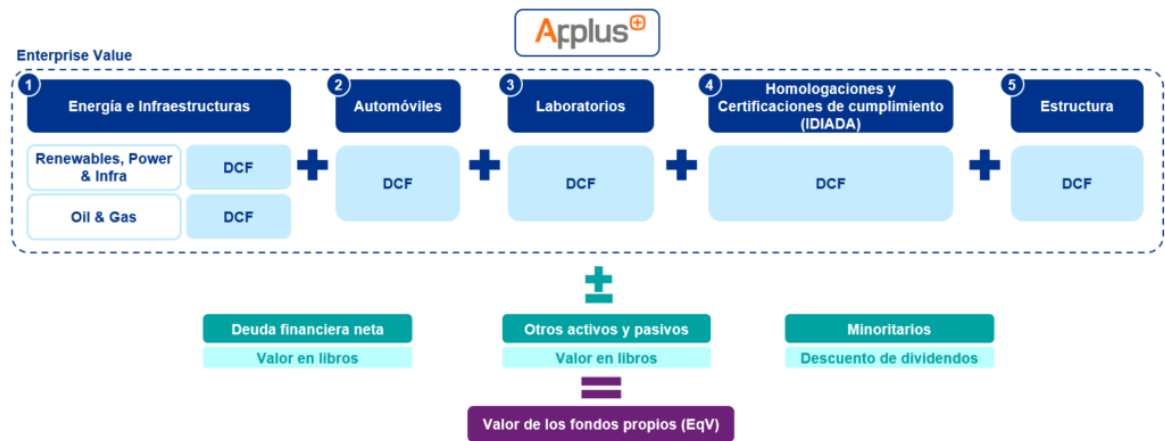 Applus+
Enterprise Value
1
Energía e Infraestructuras
2
Automóviles
3
Laboratorios
4
Homologaciones y
Certificaciones de cumplimiento
(IDIADA)
5
Estructura
Renewables, Power
& Infra
DCF
Oil & Gas
DCF
+
DCF
+
DCF
+
DCF
+
DCF
±
Deuda financiera neta
Valor en libros
Otros activos y pasivos
Valor en libros
Minoritarios
Descuento de dividendos
=
Valor de los fondos propios (EqV)